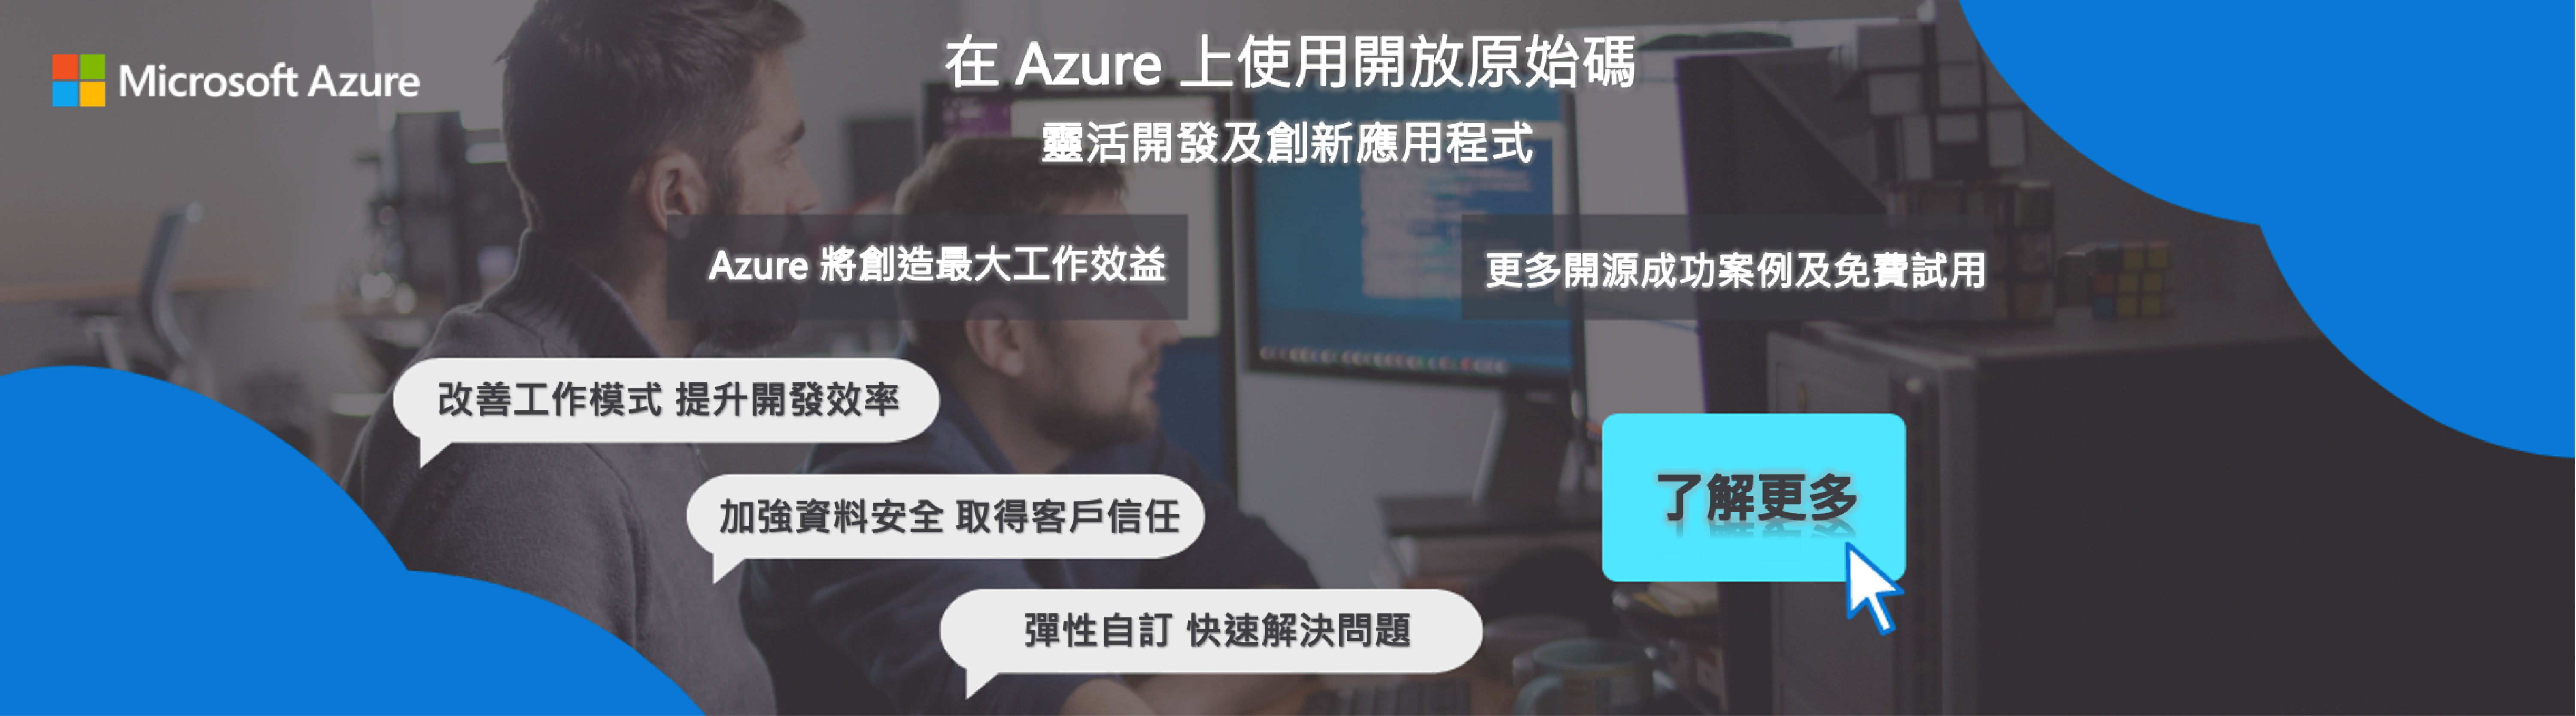 Microsoft Azure
在 Azure 上使用開放原始碼
靈活開發及創新應用程式
Azure 將創造最大工作效益
更多開源成功案例及免費試用
改善工作模式 提升開發效率
加強資料安全 取得客戶信任
彈性自訂 快速解決問題
了解更多